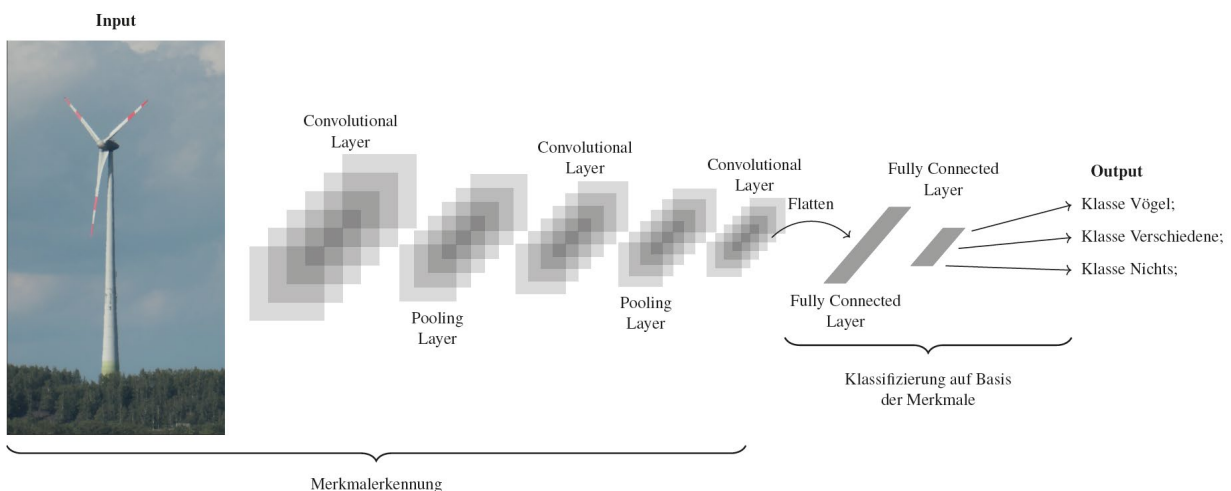 Input
Convolutional
Layer
Pooling
Layer
Convolutional
Layer
Pooling
Layer
Convolutional
Layer
Flatten
Fully Connected
Layer
Fully Connected
Layer
Output
Klasse Vögel;
Klasse Verschiedene;
Klasse Nichts;
Klassifizierung auf Basis
der Merkmale
Merkmalerkennung